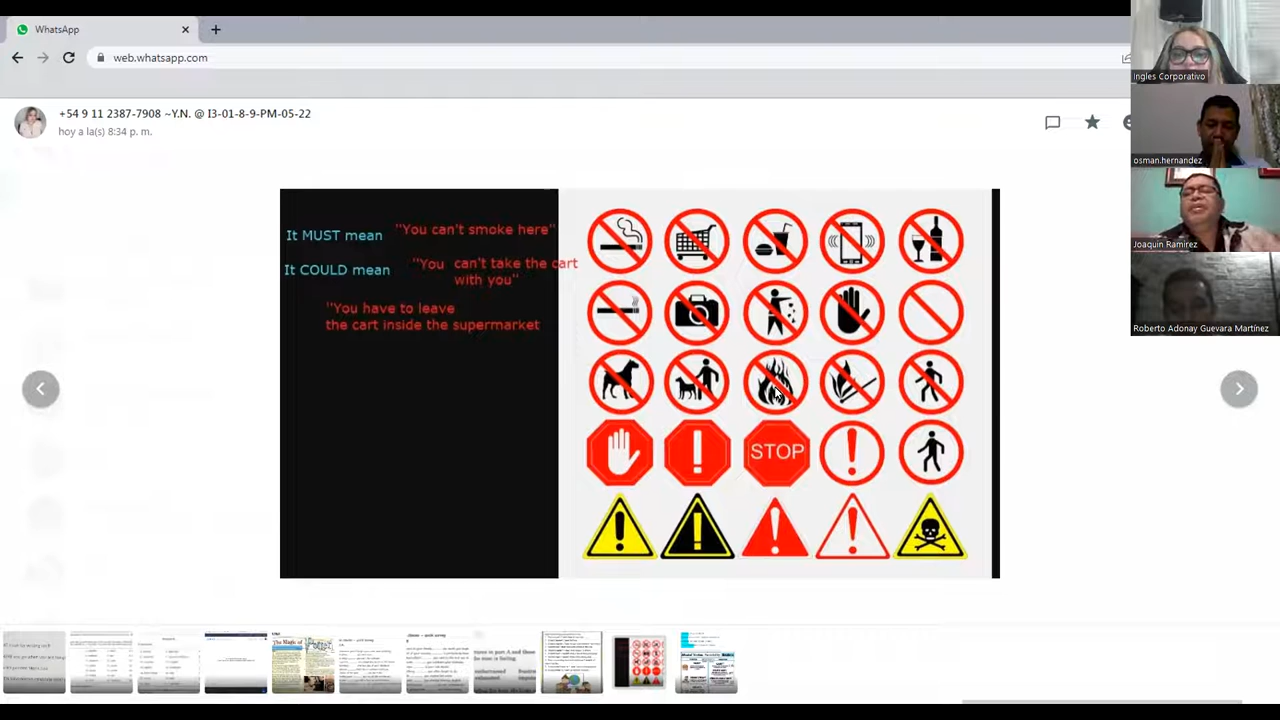 WhatsApp
web.whatsapp.com
+54 9 11 2387-7908 ~Y.N. @ I3-01-8-9-PM-05-22
hoy a la(s) 8:34 p. m.
It MUST mean "You can't smoke here"
It COULD mean "You can't take the cart
with you"
"You have to leave
the cart inside the supermarket
STOP
Ingles Corporativo
osman.hernandez
Joaquin Ramirez
Roberto Adonay Guevara Martínez